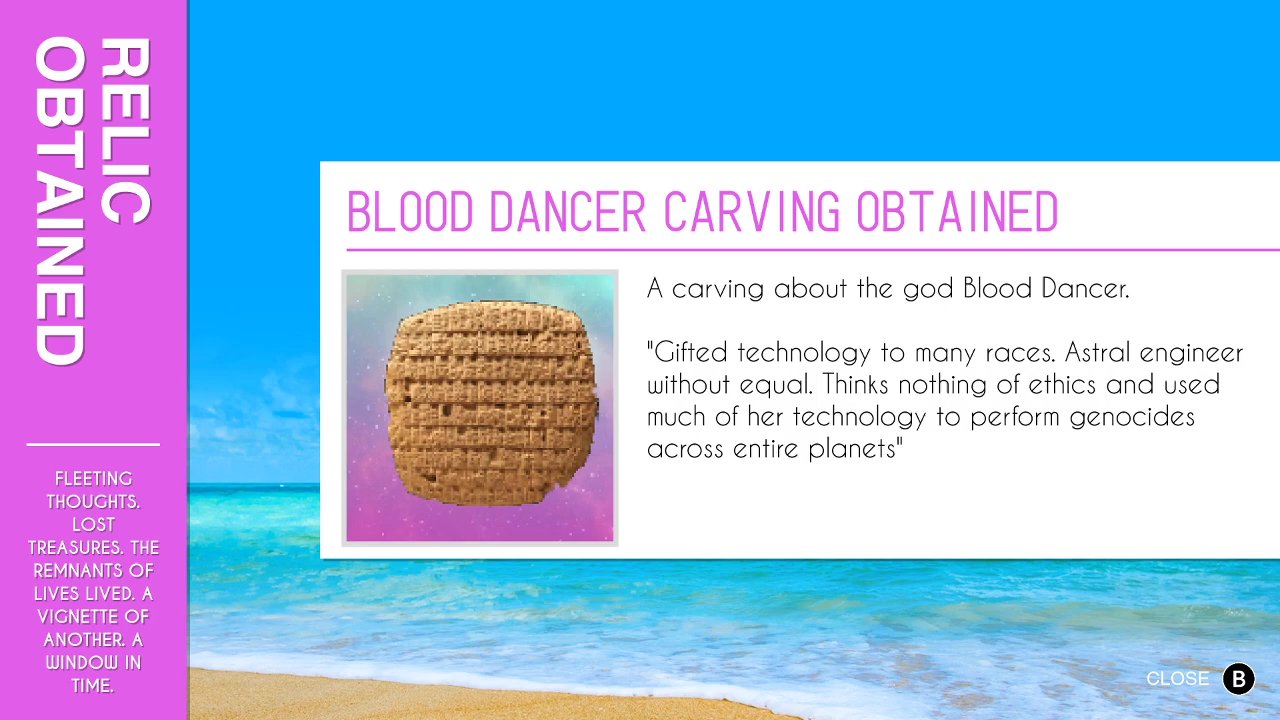 RELIC
OBTAINED
FLEETING
THOUGHTS.
LOST
TREASURES. THE
REMNANTS OF
LIVES LIVED. A
VIGNETTE OF
ANOTHER. A
WINDOW IN
TIME.
BLOOD DANCER CARVING OBTAINED
A carving about the god Blood Dancer.
"Gifted technology to many races. Astral engineer
without equal. Thinks nothing of ethics and used
much of her technology to perform genocides
across entire planets"
CLOSE B